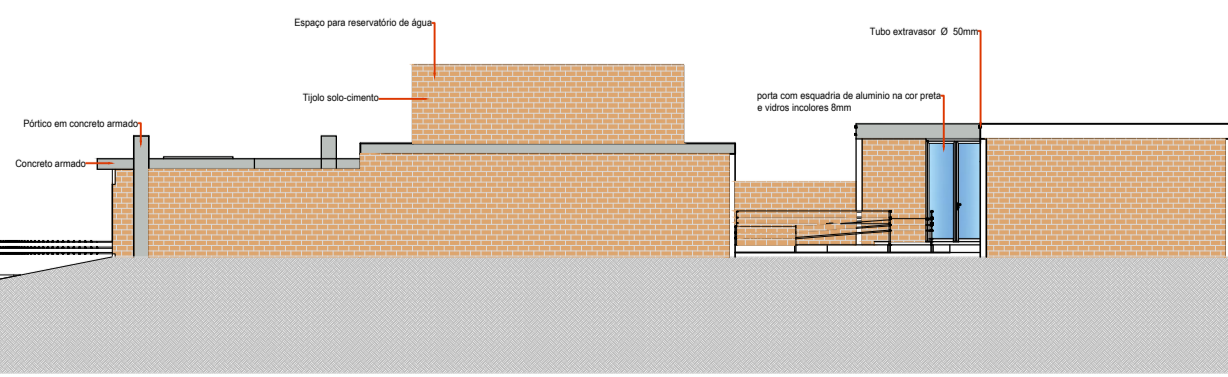 Espaço para reservatório de água
Tubo extravasor Ø 50mm
Tijolo solo-cimento
porta com esquadria de aluminio na cor preta
e vidros incolores 8mm
Pórtico em concreto armado
Concreto armado